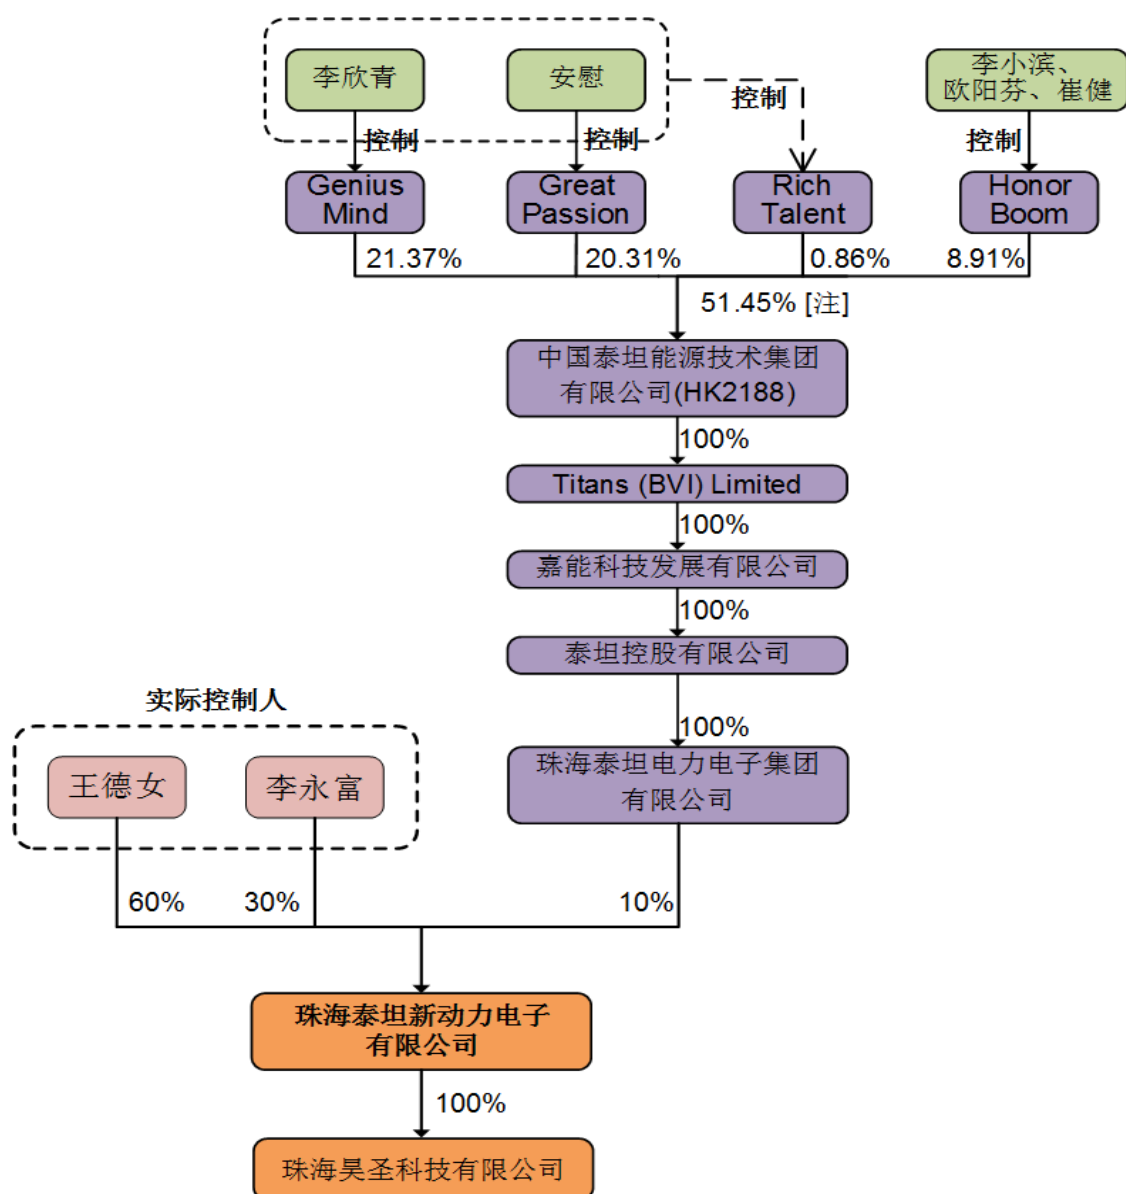 李欣青
安慰
李小滨、
欧阳芬、崔健
控制
控制
控制
控制
Genius
Mind
Great
Passion
Rich
Talent
Honor
Boom
21.37%
20.31%
0.86%
8.91%
51.45% [注]
中国泰坦能源技术集团
有限公司(HK2188)
100%
Titans (BVI) Limited
100%
嘉能科技发展有限公司
100%
泰坦控股有限公司
实际控制人
100%
王德女
李永富
珠海泰坦电力电子集团
有限公司
60%
30%
10%
珠海泰坦新动力电子
有限公司
100%
珠海昊圣科技有限公司